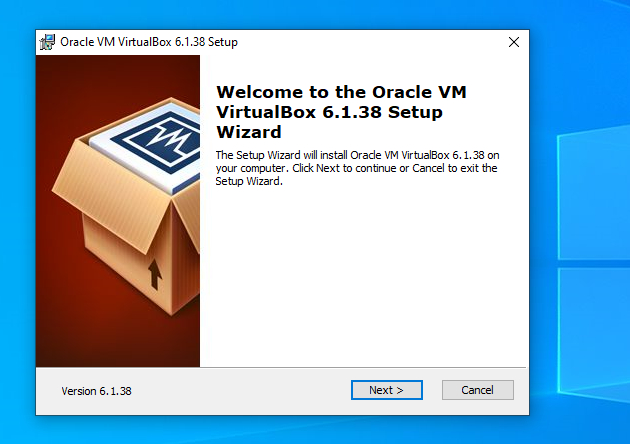 Oracle VM VirtualBox 6.1.38 Setup
Welcome to the Oracle VM
VirtualBox 6.1.38 Setup
Wizard
The Setup Wizard will install Oracle VM VirtualBox 6.1.38 on
your computer. Click Next to continue or Cancel to exit the
Setup Wizard.
Version 6.1.38
Next >
Cancel